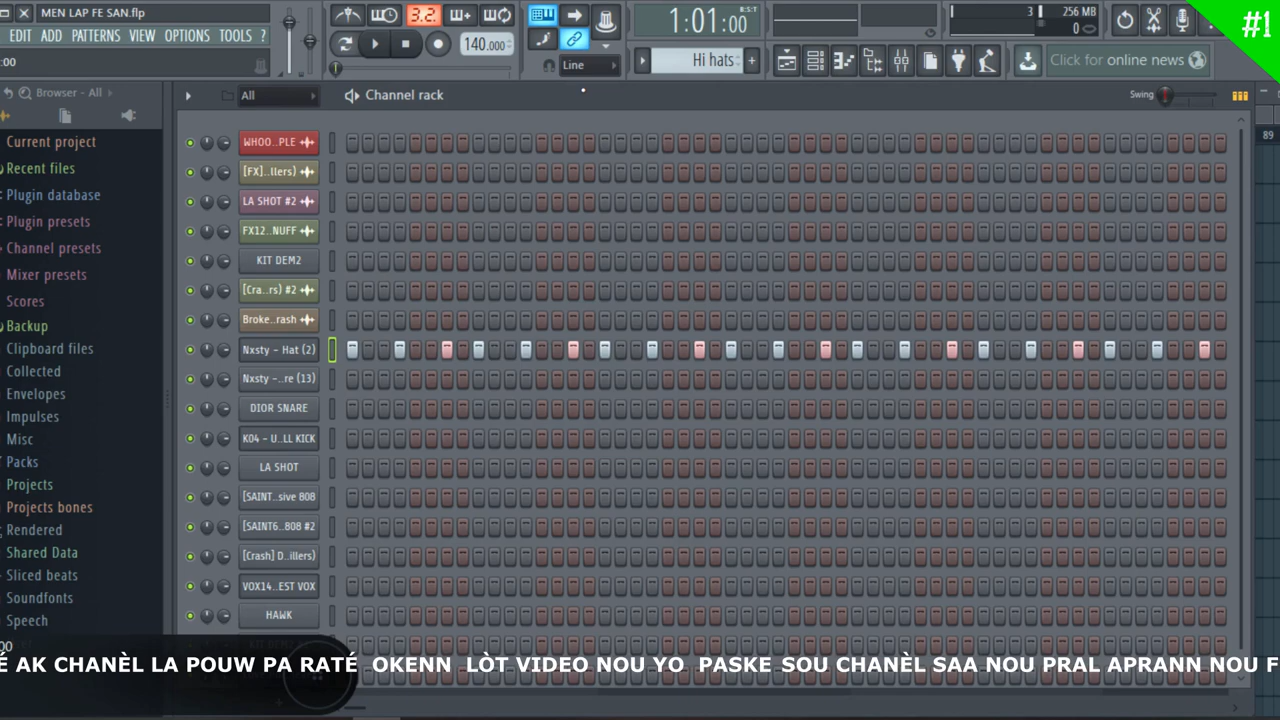 MEN LAP FE SAN.flp
EDIT ADD PATTERNS VIEW OPTIONS TOOLS ?
:00
3.2
140.000
Line
1:01:00
B:S:T
Hi hats
3
256 MB
0
Click for online news
#1
Browser - All
All
Channel rack
Swing
89
Current project
Recent files
Plugin database
Plugin presets
Channel presets
Mixer presets
Scores
Backup
Clipboard files
Collected
Envelopes
Impulses
Misc
Packs
Projects
Projects bones
Rendered
Shared Data
Sliced beats
Soundfonts
Speech
WHOO..PLE
[FX]...llers)
LA SHOT #2
FX12..NUFF
KIT DEM2
[Cra..rs) #2
Broke..rash
Nxsty - Hat (2)
Nxsty -..re (13)
DIOR SNARE
K04 - U..LL KICK
LA SHOT
[SAINT..sive 808
[SAINT6..808 #2
[Crash] D...illers)
VOX14..EST VOX
HAWK
É AK CHANÈL LA POUW PA RATÉ OKENN LÒT VIDEO NOU YO PASKE SOU CHANÈL SAA NOU PRAL APRANN NOU F